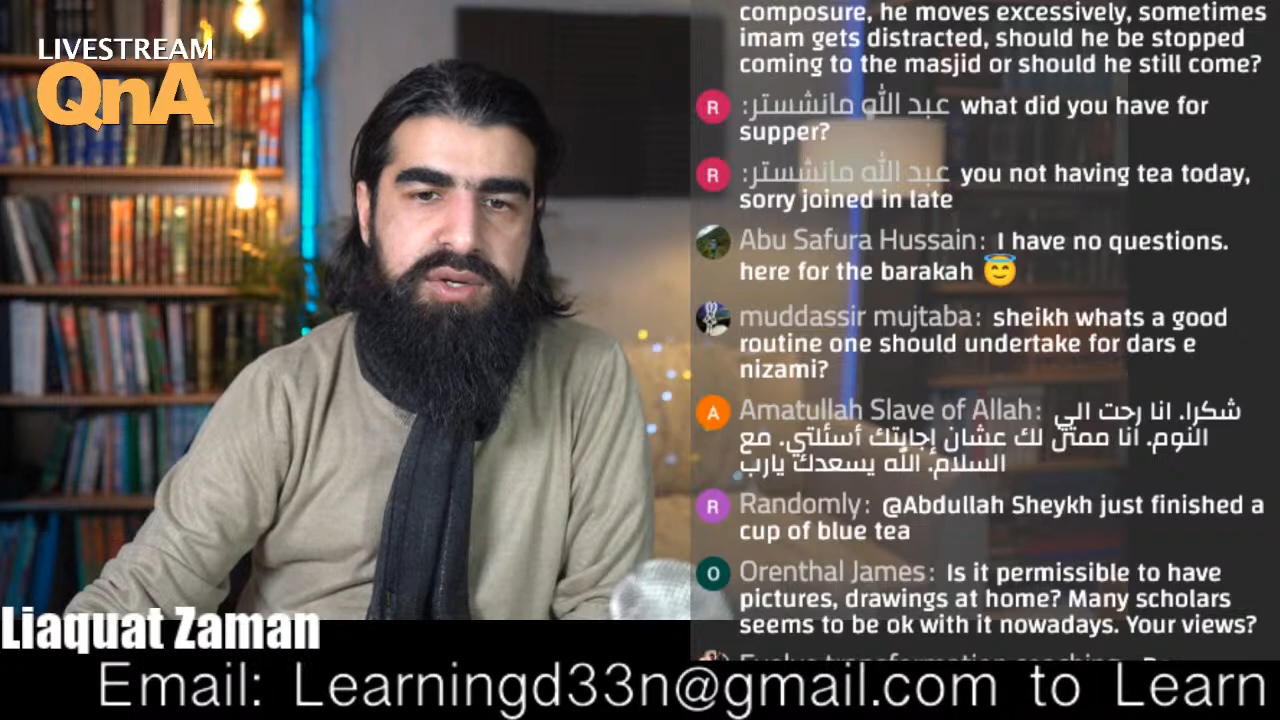 LIVESTREAM
QnA
composure, he moves excessively, sometimes
imam gets distracted, should he be stopped
coming to the masjid or should he still come?
R
عبد الله مانشستر: what did you have for
supper?
R
عبد الله مانشستر: you not having tea today,
sorry joined in late
Abu Safura Hussain: I have no questions.
here for the barakah 😇
muddassir mujtaba: sheikh whats a good
routine one should undertake for dars e
nizami?
A
Amatullah Slave of Allah: شكرا. انا رحت الي
النوم. انا ممتن لك عشان إجابتك أسئلتي. مع
السلام. الله يسعدك يارب
R
Randomly: @Abdullah Sheykh just finished a
cup of blue tea
O
Orenthal James: Is it permissible to have
pictures, drawings at home? Many scholars
seems to be ok with it nowadays. Your views?
Liaquat Zaman
Email: Learningd33n@gmail.com to Learn